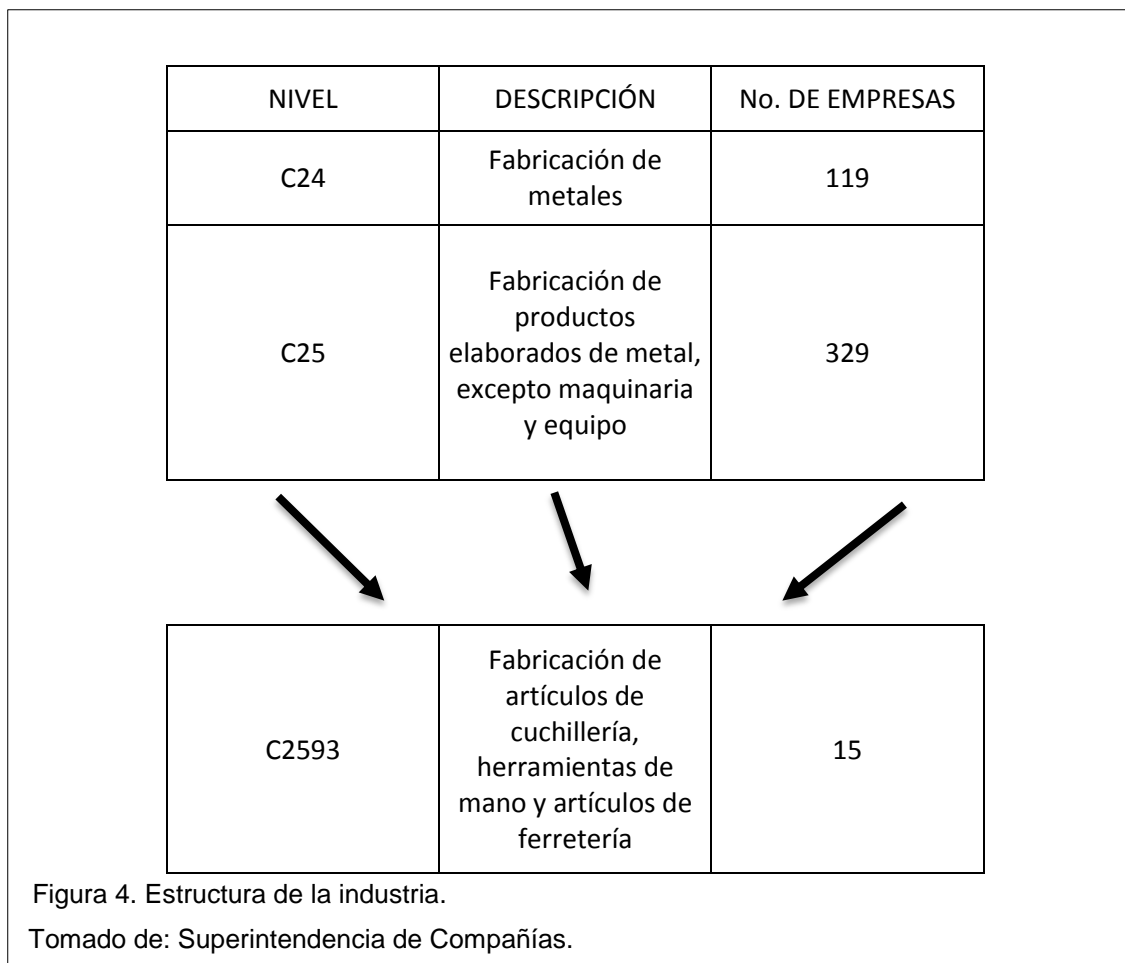 NIVEL DESCRIPCIÓN No. DE EMPRESAS
C24 Fabricación de
metales 119
C25 Fabricación de
productos
elaborados de metal,
excepto maquinaria
y equipo 329
C2593 Fabricación de
artículos de
cuchillería,
herramientas de
mano y artículos de
ferretería 15
Figura 4. Estructura de la industria.
Tomado de: Superintendencia de Compañías.